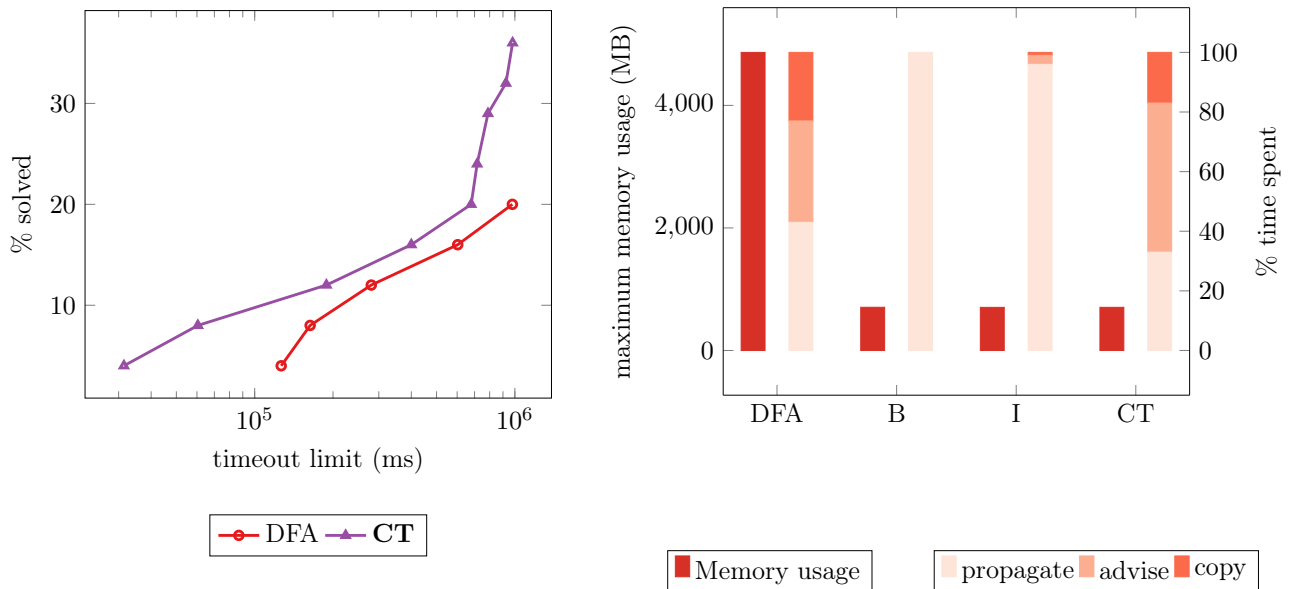 % solved
30
20
10
10^5
10^6
timeout limit (ms)
DFA CT
maximum memory usage (MB)
4,000
2,000
0
100
80
60
40
20
0
% time spent
DFA B I CT
Memory usage
propagate advise copy